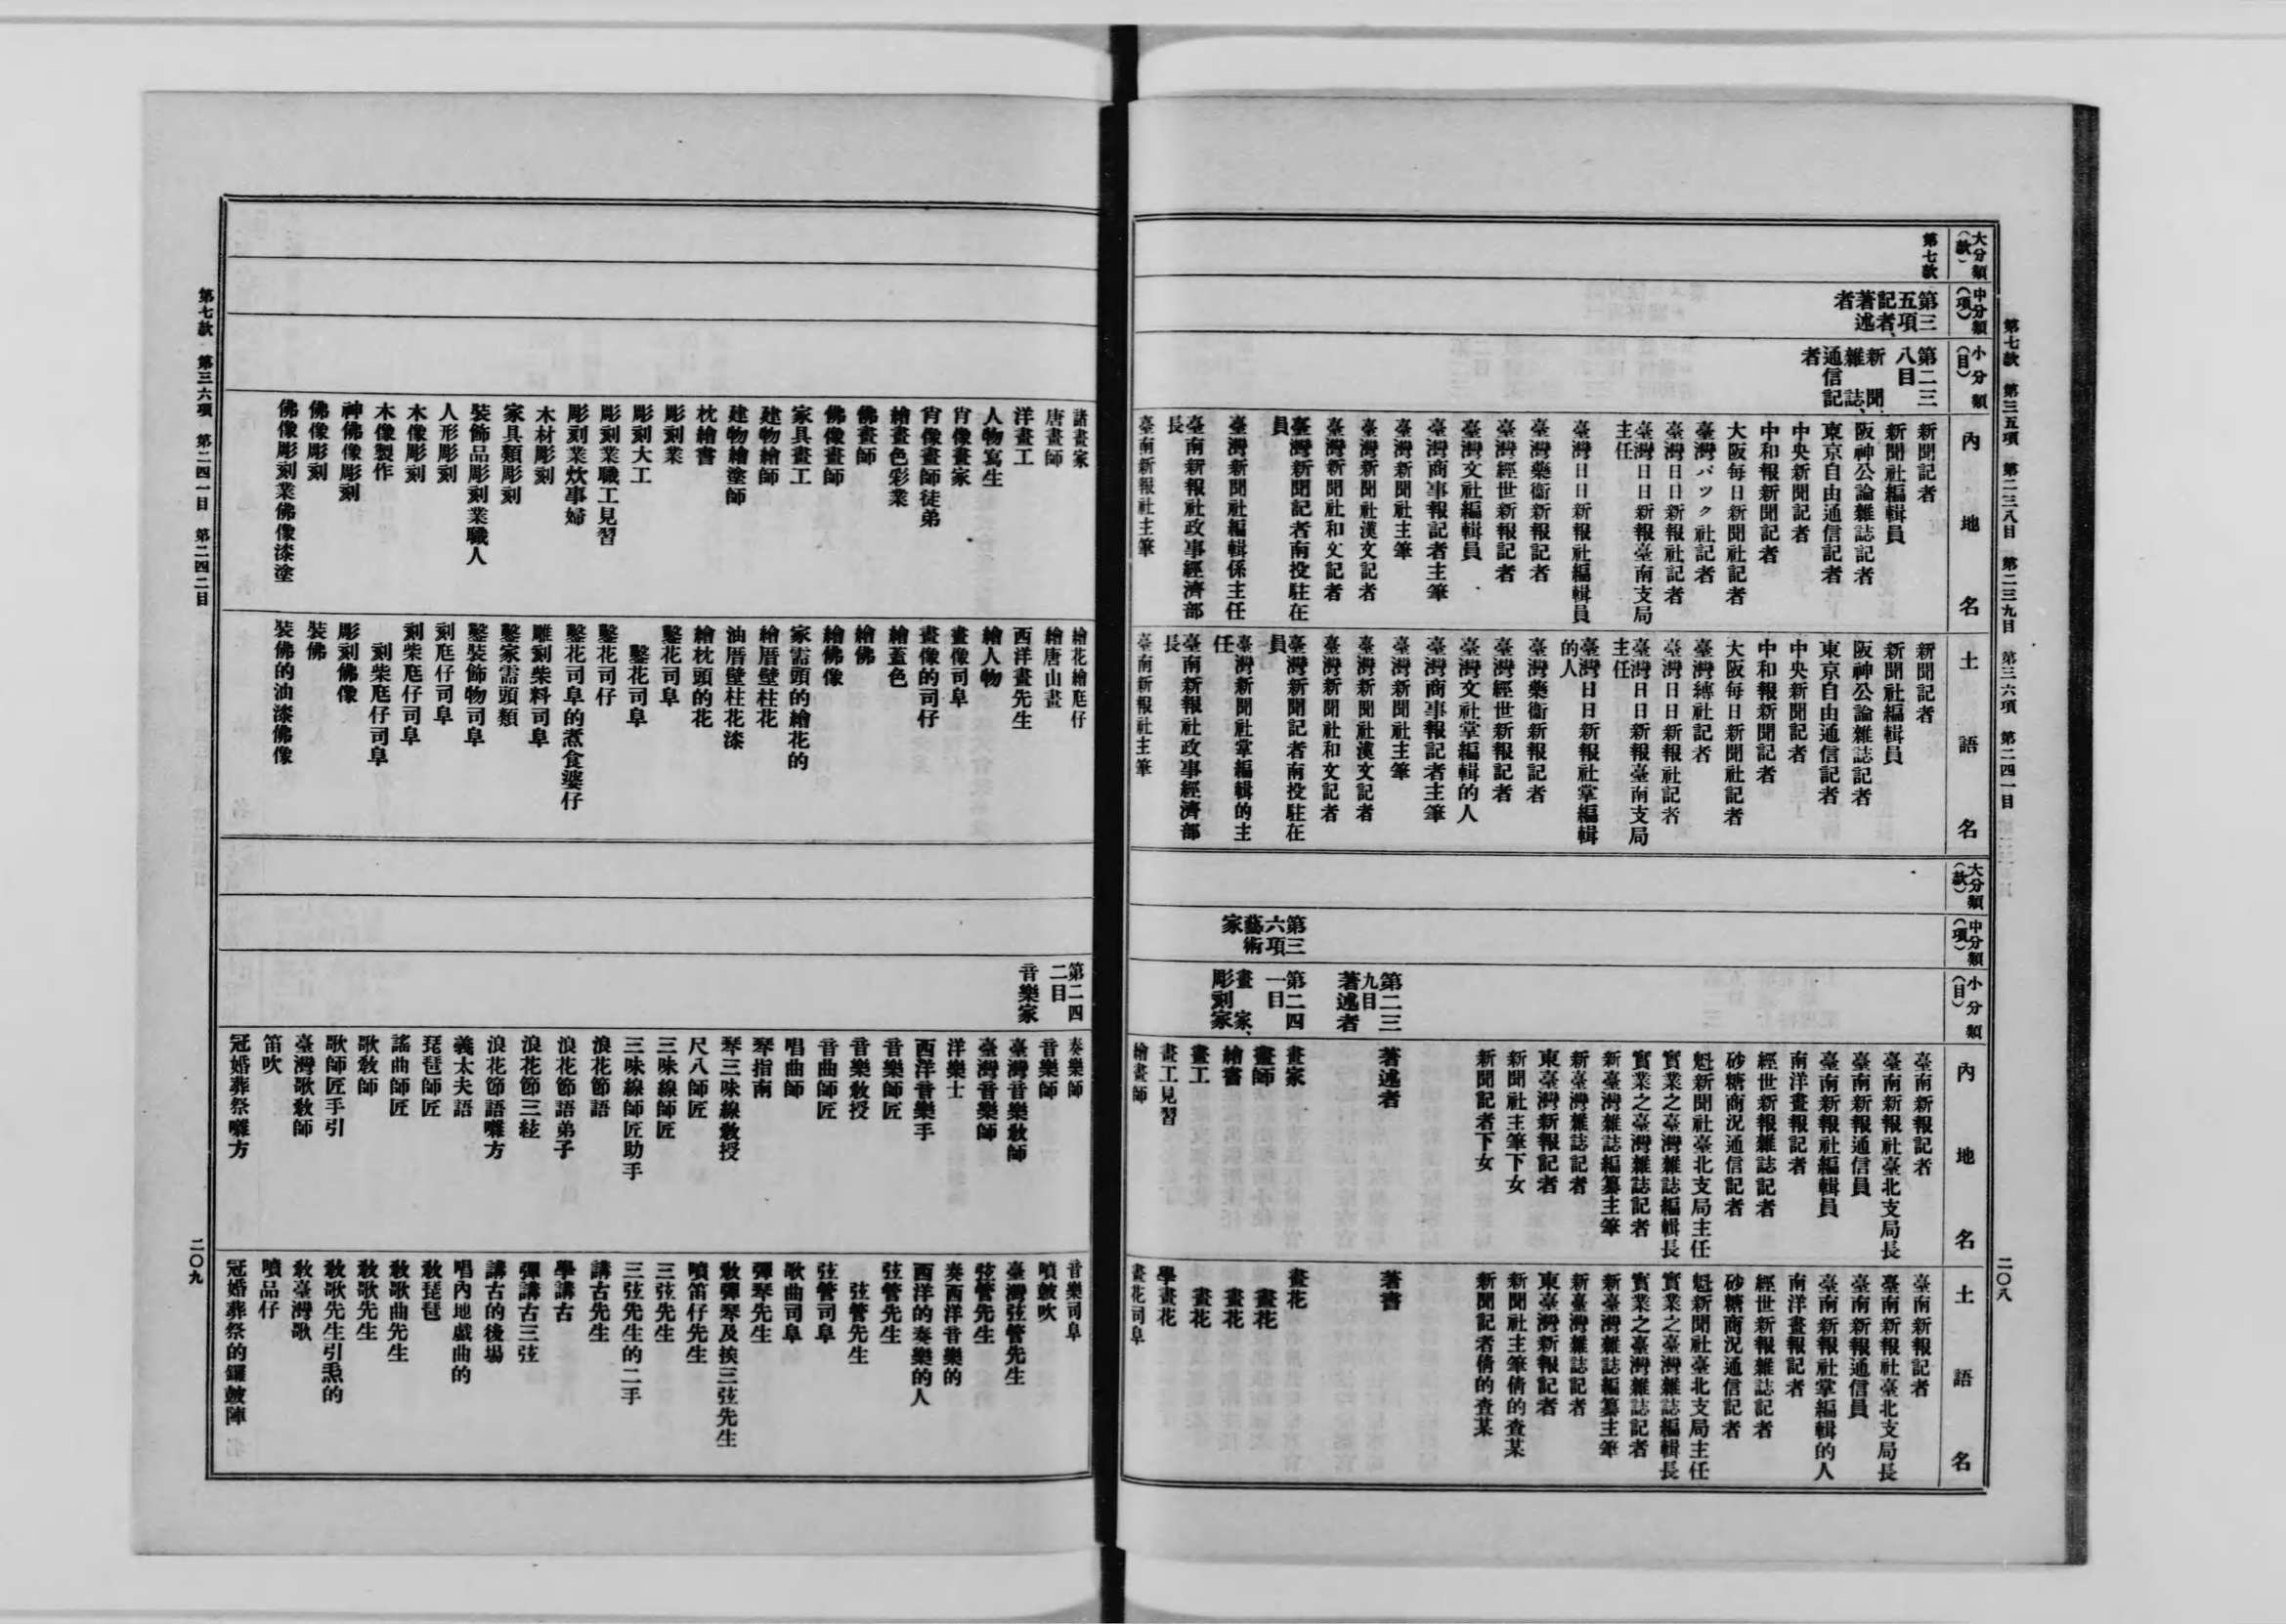 第七款 第三五項 第二三八目 第二三九目 第三六項 第二四一目
二〇八
大分類(款)
中分類(項)
小分類(目)
內地名
土語名
第七款
第三五項
記者、著述者
第二三八目
新聞、雜誌、通信記者
新聞記者
新聞社編輯員
阪神公論雜誌記者
東京自由通信記者
中央新聞記者
中和報新聞記者
大阪每日新聞社記者
臺灣パック社記者
臺灣日日新報社記者
臺灣日日新報臺南支局主任
臺灣日日新報社編輯員
臺灣藥衞新報記者
臺灣經世新報記者
臺灣文社編輯員
臺灣商事報記者主筆
臺灣新聞社主筆
臺灣新聞社漢文記者
臺灣新聞社和文記者
臺灣新聞記者南投駐在員
臺灣新聞社編輯係主任
臺南新報社政事經濟部長
臺南新報社主筆
新聞記者
新聞社編輯員
阪神公論雜誌記者
東京自由通信記者
中央新聞記者
中和報新聞記者
大阪每日新聞社記者
臺灣縛社記者
臺灣日日新報社記者
臺灣日日新報臺南支局主任
臺灣日日新報社掌編輯的人
臺灣藥衞新報記者
臺灣經世新報記者
臺灣文社掌編輯的人
臺灣商事報記者主筆
臺灣新聞社主筆
臺灣新聞社漢文記者
臺灣新聞社和文記者
臺灣新聞記者南投駐在員
臺灣新聞社掌編輯的主任
臺南新報社政事經濟部長
臺南新報社主筆
大分類(款)
中分類(項)
小分類(目)
內地名
土語名
第三六項
藝術家
第二三九目
著述者
第二四一目
畫家、彫刻家
臺南新報記者
臺南新報社臺北支局長
臺南新報通信員
臺南新報社編輯員
南洋畫報記者
經世新報雜誌記者
砂糖商況通信記者
魁新聞社臺北支局主任
實業之臺灣雜誌編輯長
實業之臺灣雜誌記者
新臺灣雜誌編纂主筆
新臺灣雜誌記者
東臺灣新報記者
新聞社主筆下女
新聞記者下女
著述者
畫家
畫師
繪書
畫工
畫工見習
繪畫師
臺南新報記者
臺南新報社臺北支局長
臺南新報通信員
臺南新報社掌編輯的人
南洋畫報記者
經世新報雜誌記者
砂糖商況通信記者
魁新聞社臺北支局主任
實業之臺灣雜誌編輯長
實業之臺灣雜誌記者
新臺灣雜誌編纂主筆
新臺灣雜誌記者
東臺灣新報記者
新聞社主筆倩的查某
新聞記者倩的查某
著書
畫花
畫花
畫花
畫花
學畫花
畫花司阜
諸畫家
唐畫師
洋畫工
人物寫生
肖像畫家
肖像畫師徒弟
繪畫色彩業
佛畫師
佛像畫師
家具畫工
建物繪師
建物繪塗師
枕繪書
彫刻業
彫刻大工
彫刻業職工見習
彫刻業炊事婦
木材彫刻
家具類彫刻
裝飾品彫刻業職人
人形彫刻
木像彫刻
木像製作
神佛像彫刻
佛像彫刻
佛像彫刻業佛像漆塗
繪花繪尫仔
繪唐山畫
西洋畫先生
繪人物
畫像司阜
畫像的司仔
繪蓋色
繪佛
繪佛像
家需頭的繪花的
繪厝壁柱花
油厝壁柱花漆
繪枕頭的花
鑿花司阜
鑿花司阜
鑿花司仔
鑿花司阜的煮食婆仔
雕刻柴料司阜
鑿家需頭類
鑿裝飾物司阜
刻尫仔司阜
刻柴尫仔司阜
刻柴尫仔司阜
彫刻佛像
裝佛
裝佛的油漆佛像
第二四二目
音樂家
奏樂師
音樂師
臺灣音樂敎師
臺灣音樂師
洋樂士
西洋音樂手
音樂師匠
音樂敎授
音曲師匠
唱曲師
琴指南
琴三味線敎授
尺八師匠
三味線師匠
三味線師匠助手
浪花節語
浪花節語弟子
浪花節三絃
浪花節語囃方
義太夫語
琵琶師匠
謠曲師匠
歌敎師
歌師匠手引
臺灣歌敎師
笛吹
冠婚葬祭囃方
音樂司阜
噴皷吹
臺灣弦管先生
弦管先生
奏西洋音樂的
西洋的奏樂的人
弦管先生
弦管先生
弦管司阜
歌曲司阜
彈琴先生
敎彈琴及挨三弦先生
噴笛仔先生
三弦先生
三弦先生的二手
講古先生
學講古
彈講古三弦
講古的後場
唱內地戲曲的
敎琵琶
敎歌曲先生
敎歌先生
敎歌先生引𤆬的
敎臺灣歌
噴品仔
冠婚葬祭的鑼皷陣
第七款 第三六項 第二四一目 第二四二目
二〇九